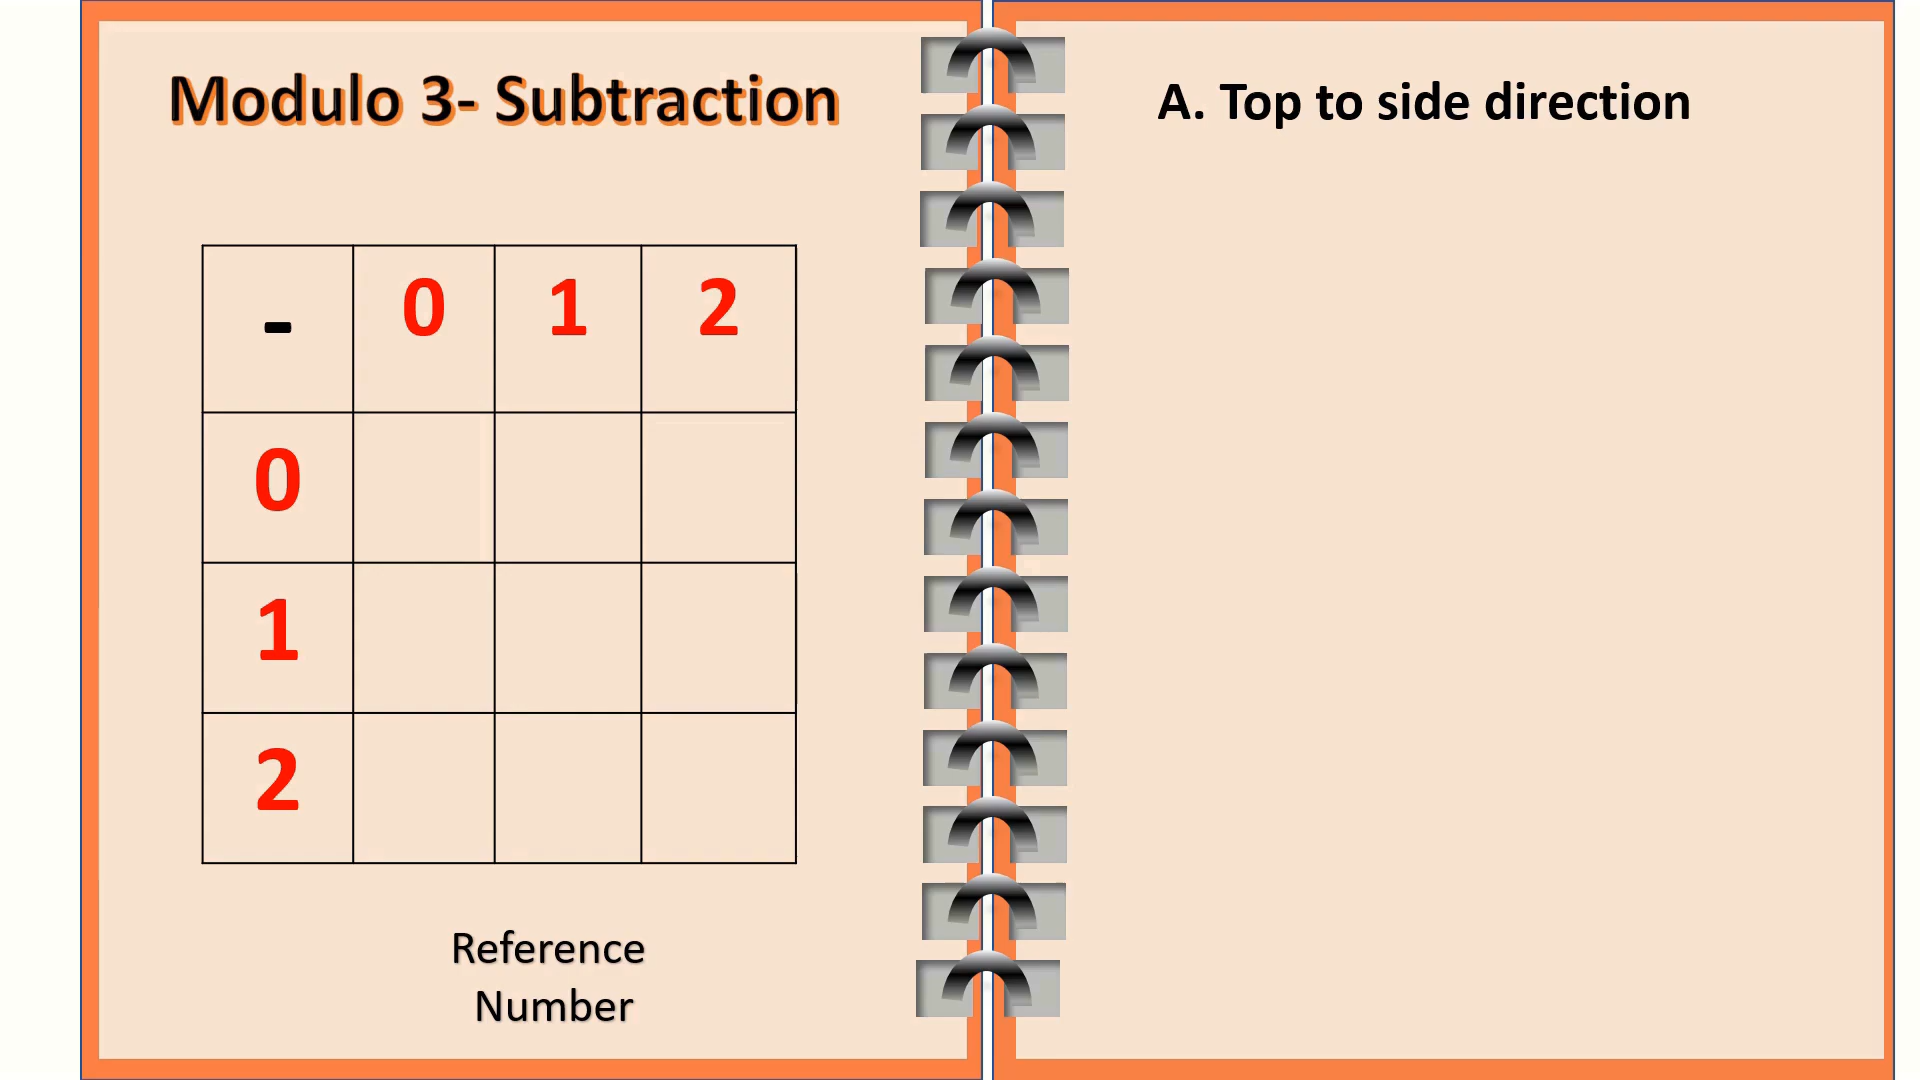 Modulo 3- Subtraction
- 0 1 2
0
1
2
Reference
Number
A. Top to side direction